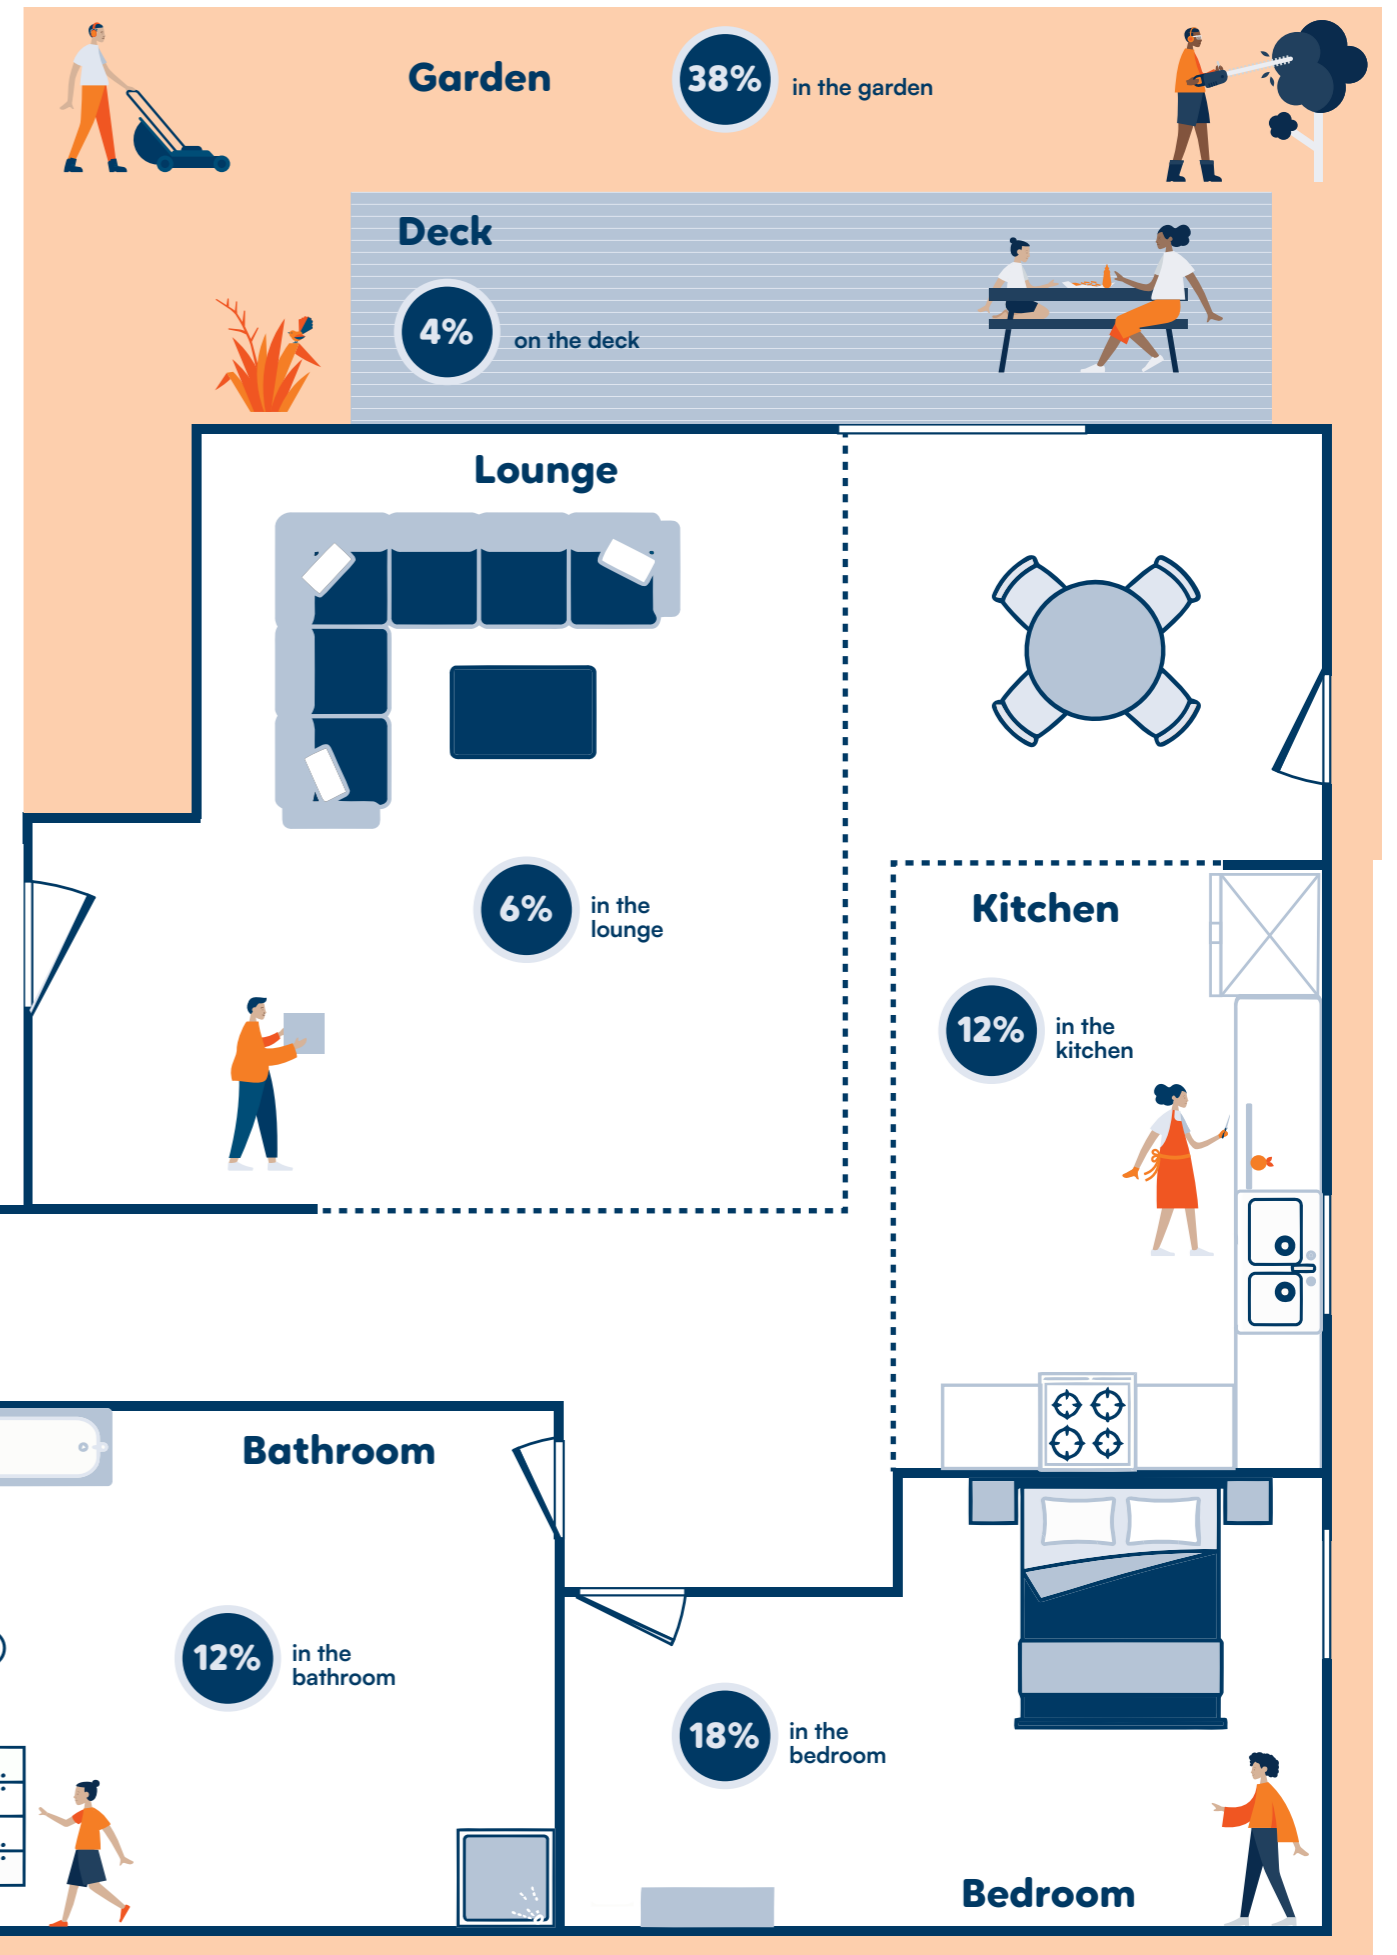 Garden
38%
in the garden
Deck
4%
on the deck
Lounge
6%
in the
lounge
Kitchen
12%
in the
kitchen
Bathroom
12%
in the
bathroom
18%
in the
bedroom
Bedroom